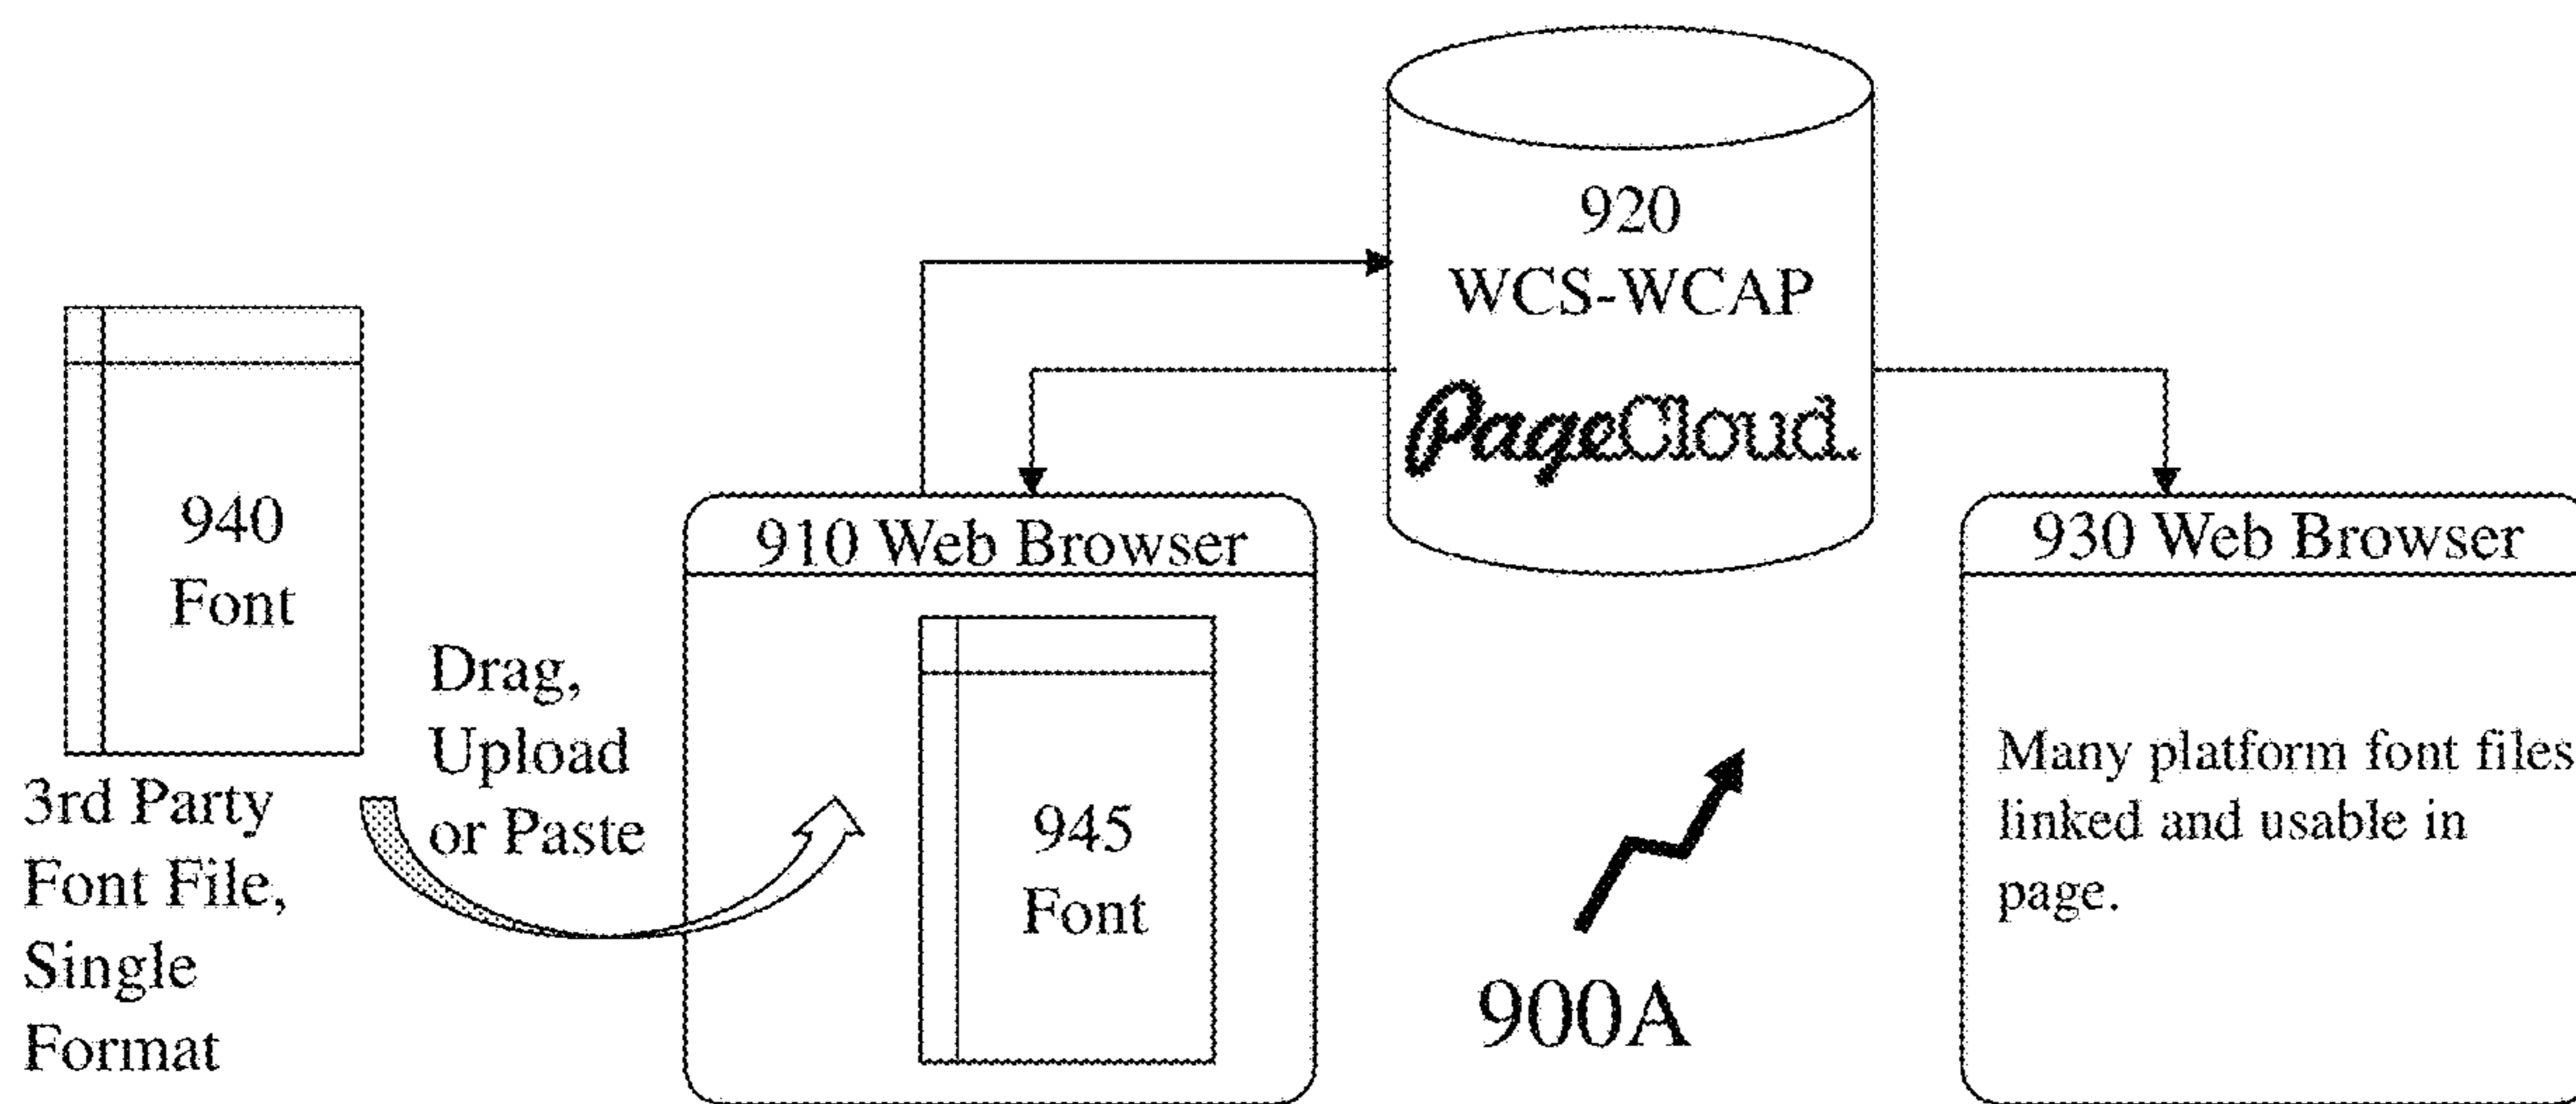 920
WCS-WCAP
PageCloud.
940
Font
3rd Party
Font File,
Single
Format
Drag,
Upload
or Paste
910 Web Browser
945
Font
900A
930 Web Browser
Many platform font files
linked and usable in
page.